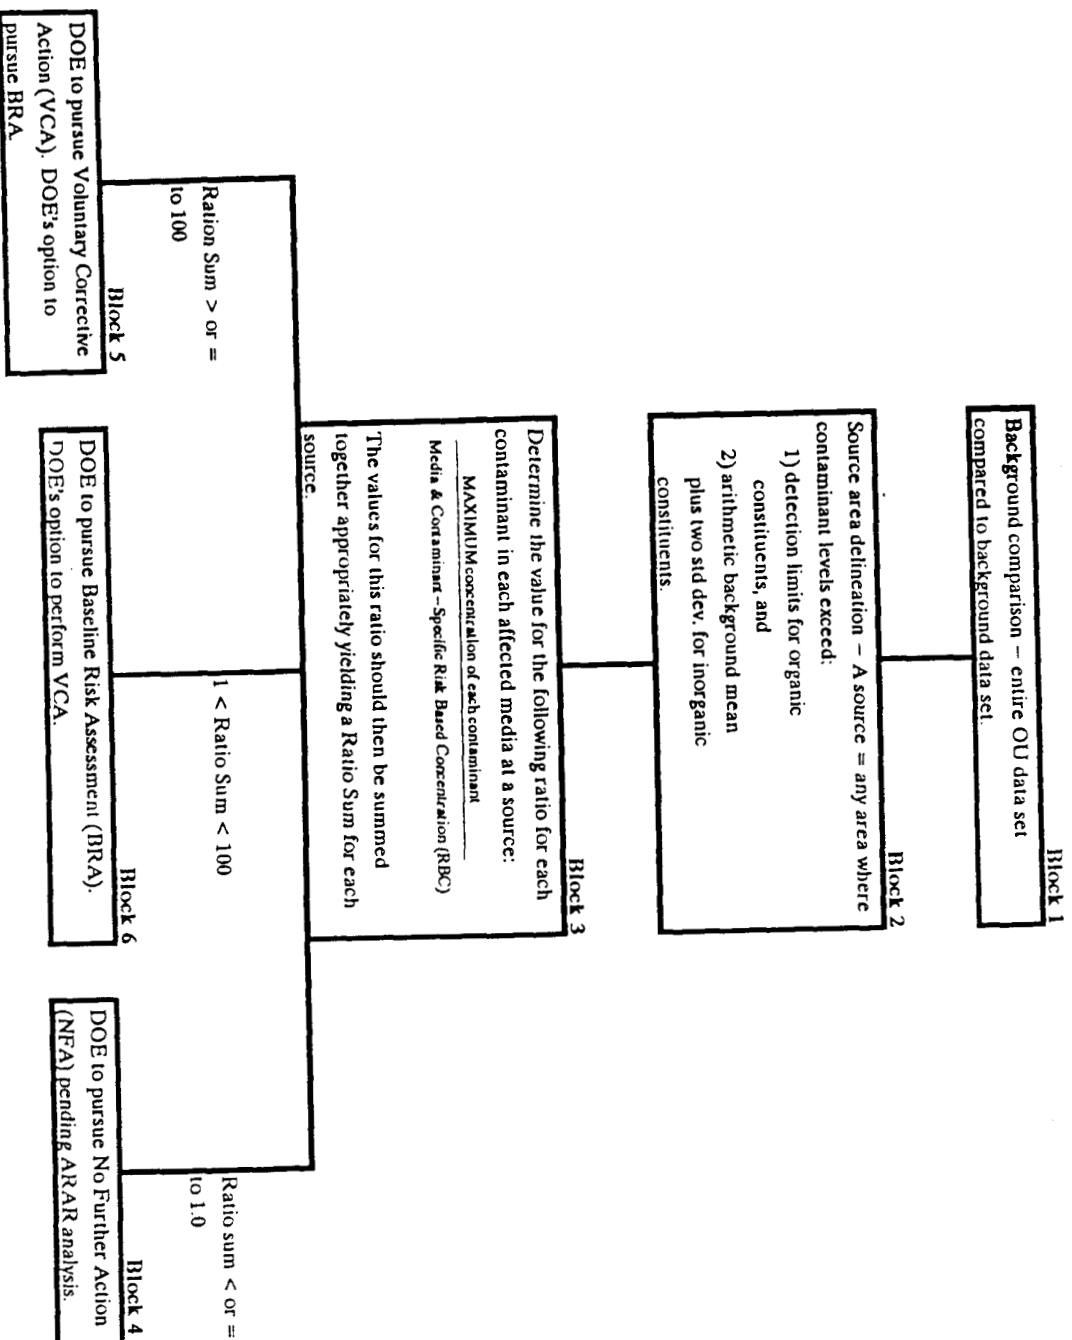 Block 1
Background comparison – entire OU data set
compared to background data set.
Block 2
Source area delineation – A source = any area where
contaminant levels exceed:
1) detection limits for organic
constituents, and
2) arithmetic background mean
plus two std dev. for inorganic
constituents.
Block 3
Determine the value for the following ratio for each
contaminant in each affected media at a source:
MAXIMUM concentration of each contaminant
Media & Contaminant –Specific Risk Based Concentration (RBC)
The values for this ratio should then be summed
together appropriately yielding a Ratio Sum for each
source.
Ration Sum > or =
to 100
1 < Ratio Sum < 100
Ratio sum < or =
to 1.0
Block 5
DOE to pursue Voluntary Corrective
Action (VCA). DOE's option to
pursue BRA.
Block 6
DOE to pursue Baseline Risk Assessment (BRA).
DOE's option to perform VCA.
Block 4
DOE to pursue No Further Action
(NFA) pending ARAR analysis.